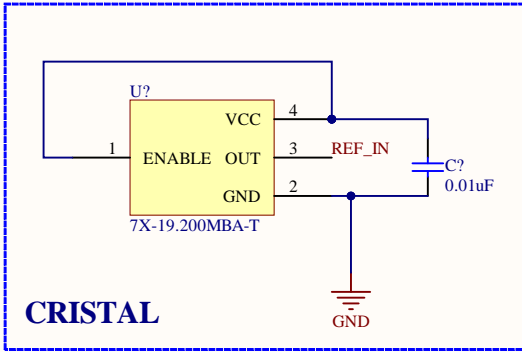 U?
VCC 4
1 ENABLE OUT 3 REF_IN
C?
GND 2
0.01uF
7X-19.200MBA-T
CRISTAL
GND